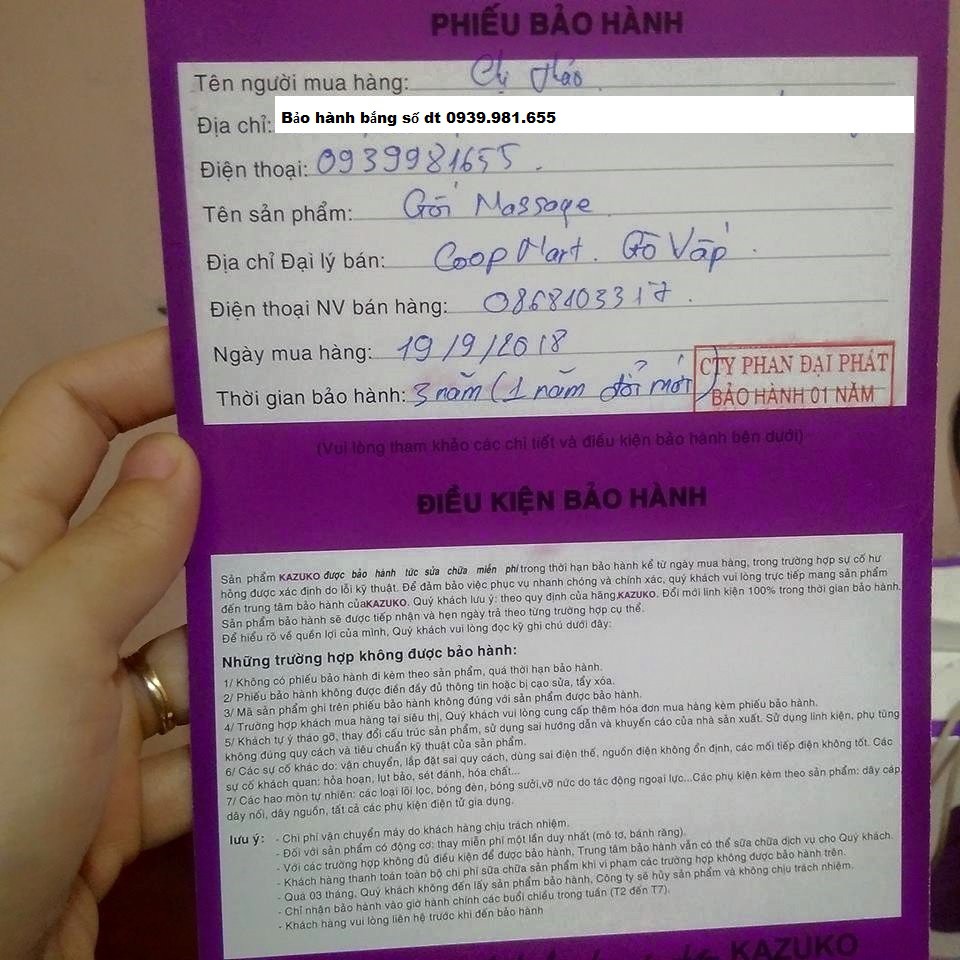 PHIẾU BẢO HÀNH
Tên người mua hàng: Chị Thảo
Địa chỉ: Bảo hành bắng số dt 0939.981.655
Điện thoại: 0939981655.
Tên sản phẩm: Gối Massage
Địa chỉ Đại lý bán: Coop Mart. Gò Vấp.
Điện thoại NV bán hàng: 0868103317.
Ngày mua hàng: 19/9/2018
Thời gian bảo hành: 3 năm (1 năm đổi mới)
CTY PHAN ĐẠI PHÁT
BẢO HÀNH 01 NĂM
(Vui lòng tham khảo các chi tiết và điều kiện bảo hành bên dưới)
ĐIỀU KIỆN BẢO HÀNH
Sản phẩm KAZUKO được bảo hành tức sửa chữa miễn phí trong thời hạn bảo hành kể từ ngày mua hàng, trong trường hợp sự cố hư
hỏng được xác định do lỗi kỹ thuật. Để đảm bảo việc phục vụ nhanh chóng và chính xác, quý khách vui lòng trực tiếp mang sản phẩm
đến trung tâm bảo hành củaKAZUKO. Quý khách lưu ý: theo quy định của hãng,KAZUKO. Đổi mới linh kiện 100% trong thời gian bảo hành.
Sản phẩm bảo hành sẽ được tiếp nhận và hẹn ngày trả theo từng trường hợp cụ thể.
Để hiểu rõ về quền lợi của mình, Quý khách vui lòng đọc kỹ ghi chú dưới đây:
Những trường hợp không được bảo hành:
1/ Không có phiếu bảo hành đi kèm theo sản phẩm, quá thời hạn bảo hành.
2/ Phiếu bảo hành không được điền đầy đủ thông tin hoặc bị cạo sửa, tẩy xóa.
3/ Mã sản phẩm ghi trên phiếu bảo hành không đúng với sản phẩm được bảo hành.
4/ Trường hợp khách mua hàng tại siêu thị, Quý khách vui lòng cung cấp thêm hóa đơn mua hàng kèm phiếu bảo hành.
5/ Khách tự ý tháo gỡ, thay đổi cấu trúc sản phẩm, sử dụng sai hướng dẫn và khuyến cáo của nhà sản xuất. Sử dụng linh kiện, phụ tùng
không đúng quy cách và tiêu chuẩn kỹ thuật của sản phẩm.
6/ Các sự cố khác do: vận chuyển, lắp đặt sai quy cách, dùng sai điện thế, nguồn điện không ổn định, các mối tiếp điện không tốt. Các
sự cố khách quan: hỏa hoạn, lụt bảo, sét đánh, hóa chất...
7/ Các hao mòn tự nhiên: các loại lõi lọc, bóng đèn, bóng sưởi,vỡ nức do tác động ngoại lực...Các phụ kiện kèm theo sản phẩm: dây cáp,
dây nối, dây nguồn, tất cả các phụ kiện điện tử gia dụng.
lưu ý: - Chi phí vận chuyển máy do khách hàng chịu trách nhiệm.
- Đối với sản phẩm có động cơ: thay miễn phí một lần duy nhất (mô tơ, bánh răng).
- Với các trường hợp không đủ điều kiện để được bảo hành, Trung tâm bảo hành vẫn có thể sữa chữa dịch vụ cho Quý khách.
- Khách hàng thanh toán toàn bộ chi phí sửa chữa sản phẩm khi vi phạm các trường hợp không được bảo hành trên.
- Quá 03 tháng, Quý khách không đến lấy sản phẩm bảo hành, Công ty sẽ hủy sản phẩm và không chịu trách nhiệm.
- Chỉ nhận bảo hành vào giờ hành chính các buổi chiều trong tuần (T2 đến T7).
- Khách hàng vui lòng liên hệ trước khi đến bảo hành
KAZUKO